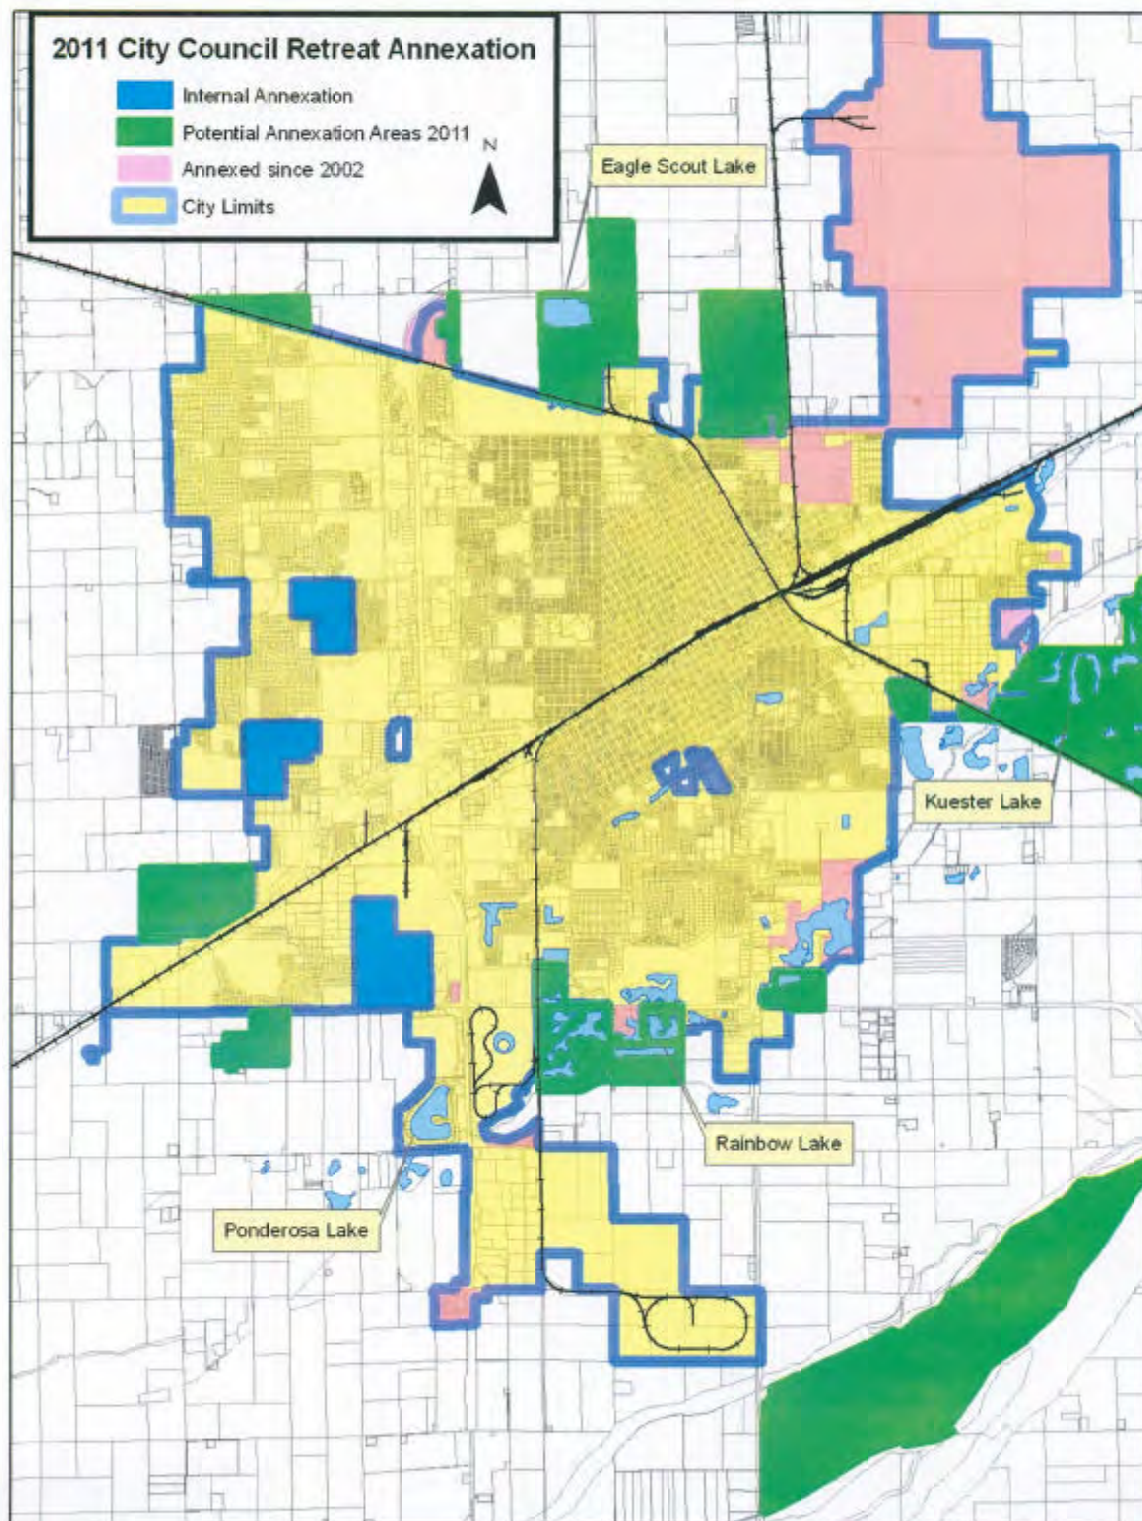 2011 City Council Retreat Annexation
Internal Annexation
Potential Annexation Areas 2011
Annexed since 2002
City Limits
N
Eagle Scout Lake
Kuester Lake
Rainbow Lake
Ponderosa Lake